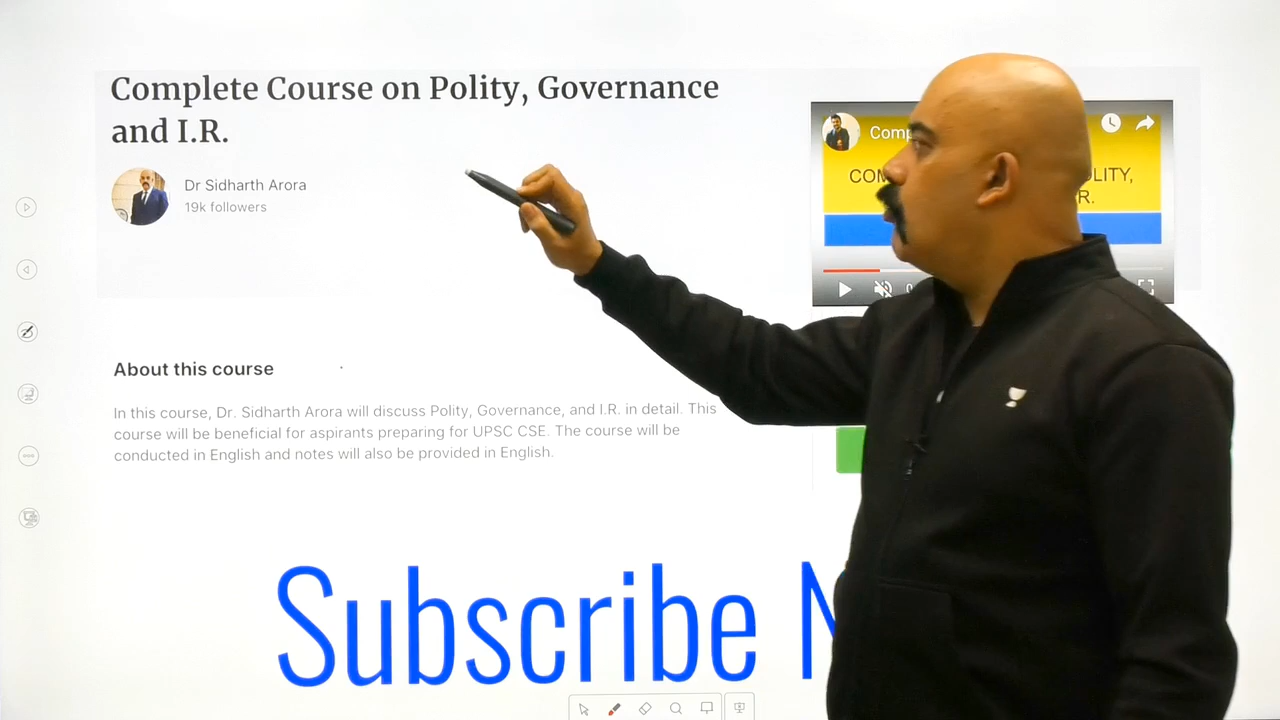 Complete Course on Polity, Governance
and I.R.
Dr Sidharth Arora
19k followers
About this course
In this course, Dr. Sidharth Arora will discuss Polity, Governance, and I.R. in detail. This
course will be beneficial for aspirants preparing for UPSC CSE. The course will be
conducted in English and notes will also be provided in English.
Subscribe